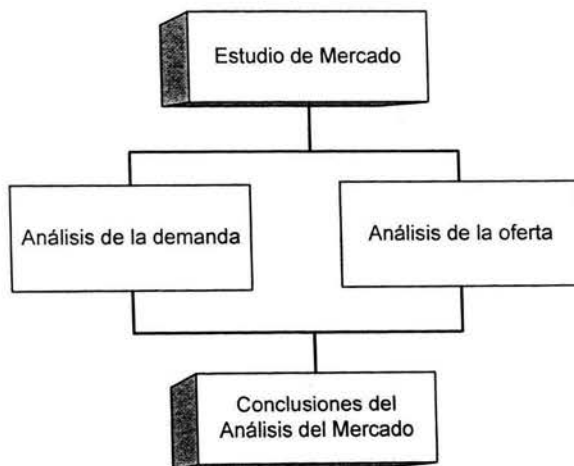 Estudio de Mercado
Análisis de la demanda
Análisis de la oferta
Conclusiones del
Análisis del Mercado